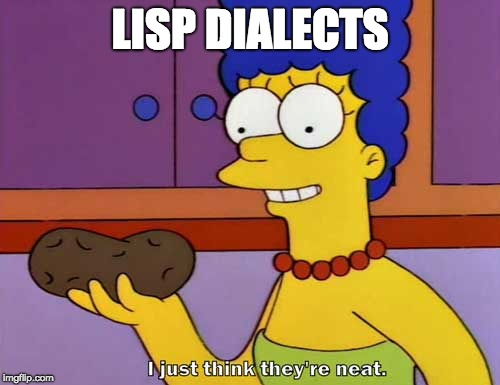 LISP DIALECTS
I just think they're neat.
imgflip.com